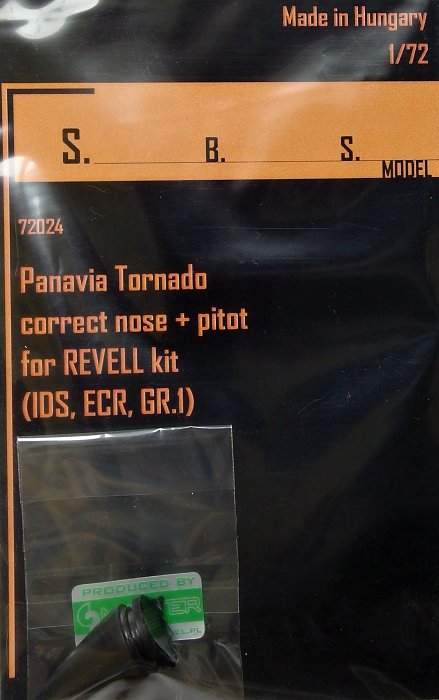 Made in Hungary
1/72
S. B. S.
MODEL
72024
Panavia Tornado
correct nose + pitot
for REVELL kit
(IDS, ECR, GR.1)
PRODUCED BY